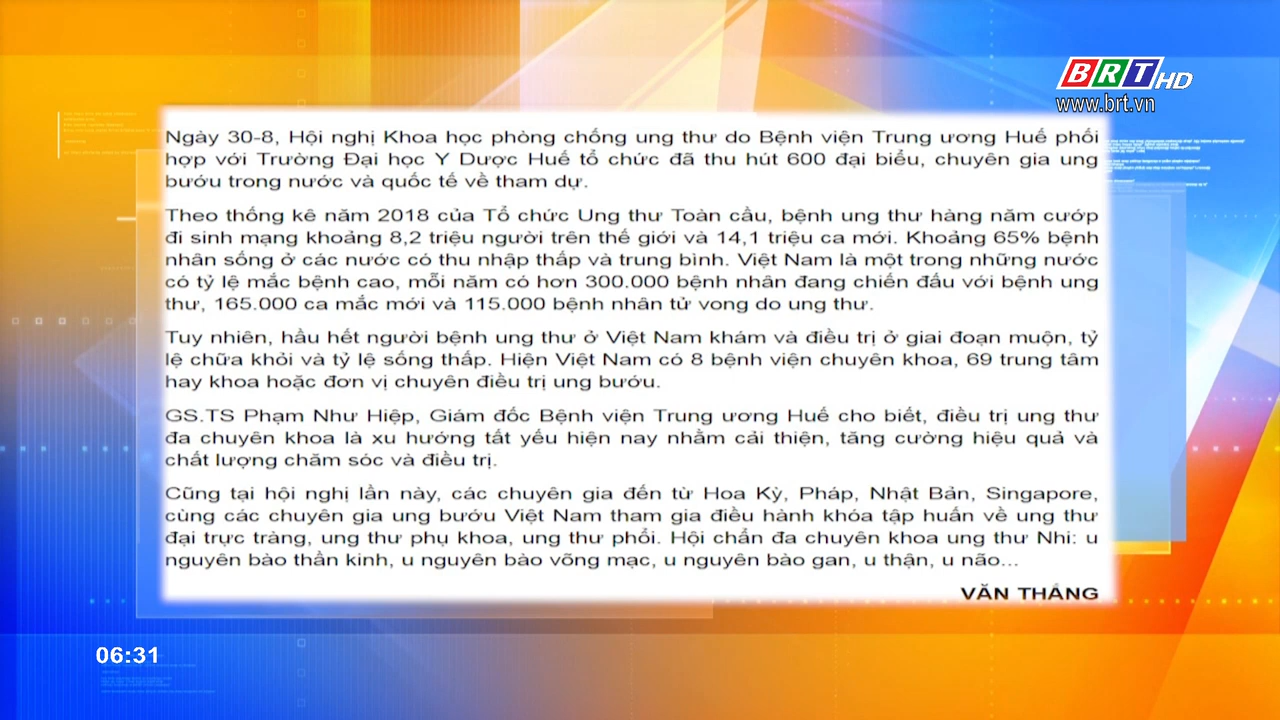 BRT HD
www.brt.vn
Ngày 30-8, Hội nghị Khoa học phòng chống ung thư do Bệnh viện Trung ương Huế phối
hợp với Trường Đại học Y Dược Huế tổ chức đã thu hút 600 đại biểu, chuyên gia ung
bướu trong nước và quốc tế về tham dự.
Theo thống kê năm 2018 của Tổ chức Ung thư Toàn cầu, bệnh ung thư hàng năm cướp
đi sinh mạng khoảng 8,2 triệu người trên thế giới và 14,1 triệu ca mới. Khoảng 65% bệnh
nhân sống ở các nước có thu nhập thấp và trung bình. Việt Nam là một trong những nước
có tỷ lệ mắc bệnh cao, mỗi năm có hơn 300.000 bệnh nhân đang chiến đấu với bệnh ung
thư, 165.000 ca mắc mới và 115.000 bệnh nhân tử vong do ung thư.
Tuy nhiên, hầu hết người bệnh ung thư ở Việt Nam khám và điều trị ở giai đoạn muộn, tỷ
lệ chữa khỏi và tỷ lệ sống thấp. Hiện Việt Nam có 8 bệnh viện chuyên khoa, 69 trung tâm
hay khoa hoặc đơn vị chuyên điều trị ung bướu.
GS.TS Phạm Như Hiệp, Giám đốc Bệnh viện Trung ương Huế cho biết, điều trị ung thư
đa chuyên khoa là xu hướng tất yếu hiện nay nhằm cải thiện, tăng cường hiệu quả và
chất lượng chăm sóc và điều trị.
Cũng tại hội nghị lần này, các chuyên gia đến từ Hoa Kỳ, Pháp, Nhật Bản, Singapore,
cùng các chuyên gia ung bướu Việt Nam tham gia điều hành khóa tập huấn về ung thư
đại trực tràng, ung thư phụ khoa, ung thư phổi. Hội chẩn đa chuyên khoa ung thư Nhi: u
nguyên bào thần kinh, u nguyên bào võng mạc, u nguyên bào gan, u thận, u não...
VĂN THẮNG
06:31